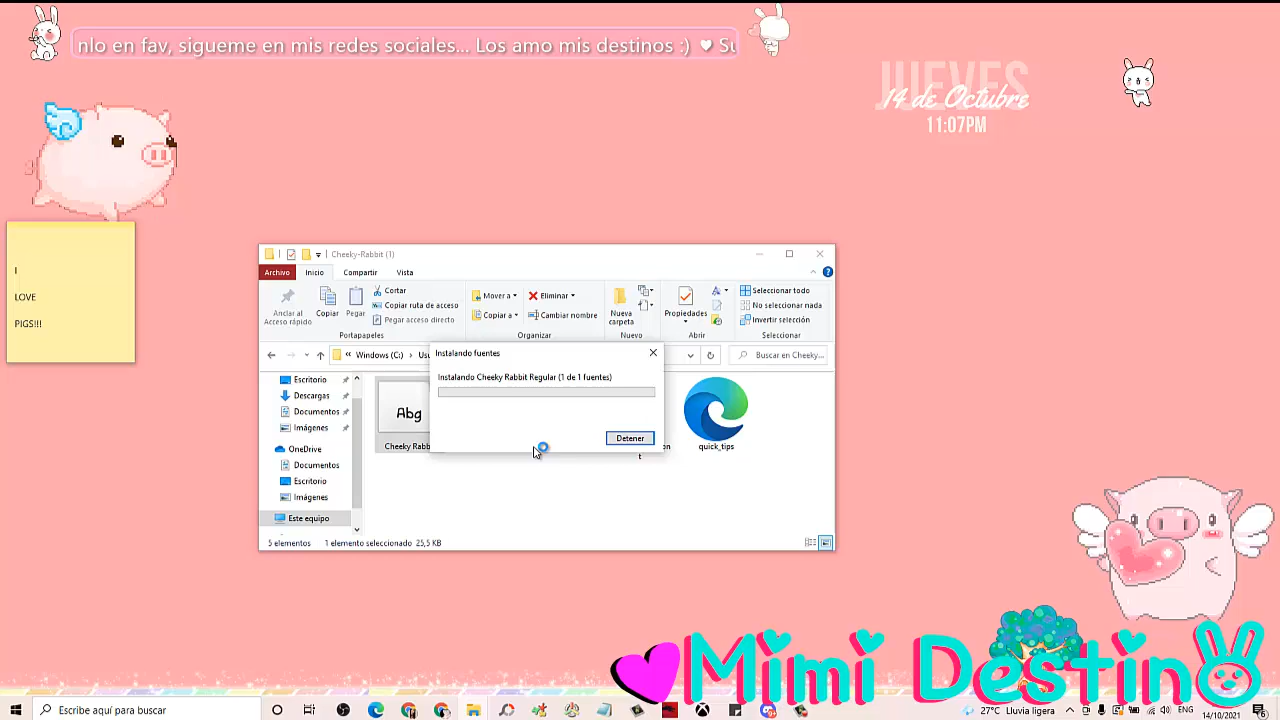 nlo en fav, sigueme en mis redes sociales... Los amo mis destinos :) ♥ Su
JUEVES
14 de Octubre
11:07PM
I
LOVE
PIGS!!!
Cheeky-Rabbit (1)
Archivo Inicio Compartir Vista
Anclar al Acceso rápido
Copiar
Pegar
Cortar
Copiar ruta de acceso
Pegar acceso directo
Portapapeles
Mover a
Copiar a
Eliminar
Cambiar nombre
Organizar
Nueva carpeta
Nuevo
Propiedades
Abrir
Seleccionar todo
No seleccionar nada
Invertir selección
Seleccionar
« Windows (C:) › Usu
Buscar en Cheeky...
Escritorio
Descargas
Documentos
Imágenes
OneDrive
Documentos
Escritorio
Imágenes
Este equipo
Abg
Cheeky Rabb
Instalando fuentes
Instalando Cheeky Rabbit Regular (1 de 1 fuentes)
Detener
on
t
quick_tips
5 elementos 1 elemento seleccionado 25,5 KB
Mimi Destino
Escribe aquí para buscar
27°C Lluvia ligera
ENG
14/10/2021
6